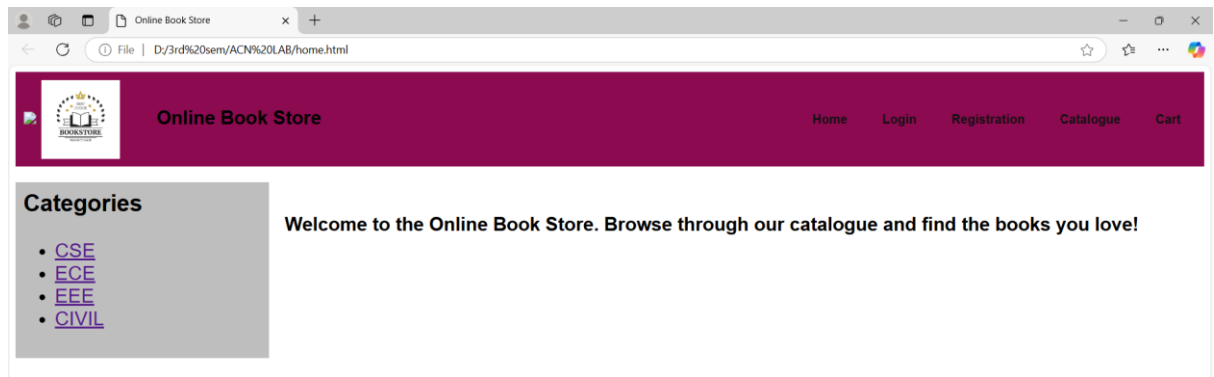 Online Book Store
File | D:/3rd%20sem/ACN%20LAB/home.html
BOOKSTORE
Online Book Store
Home Login Registration Catalogue Cart
Categories
Welcome to the Online Book Store. Browse through our catalogue and find the books you love!
CSE
ECE
EEE
CIVIL